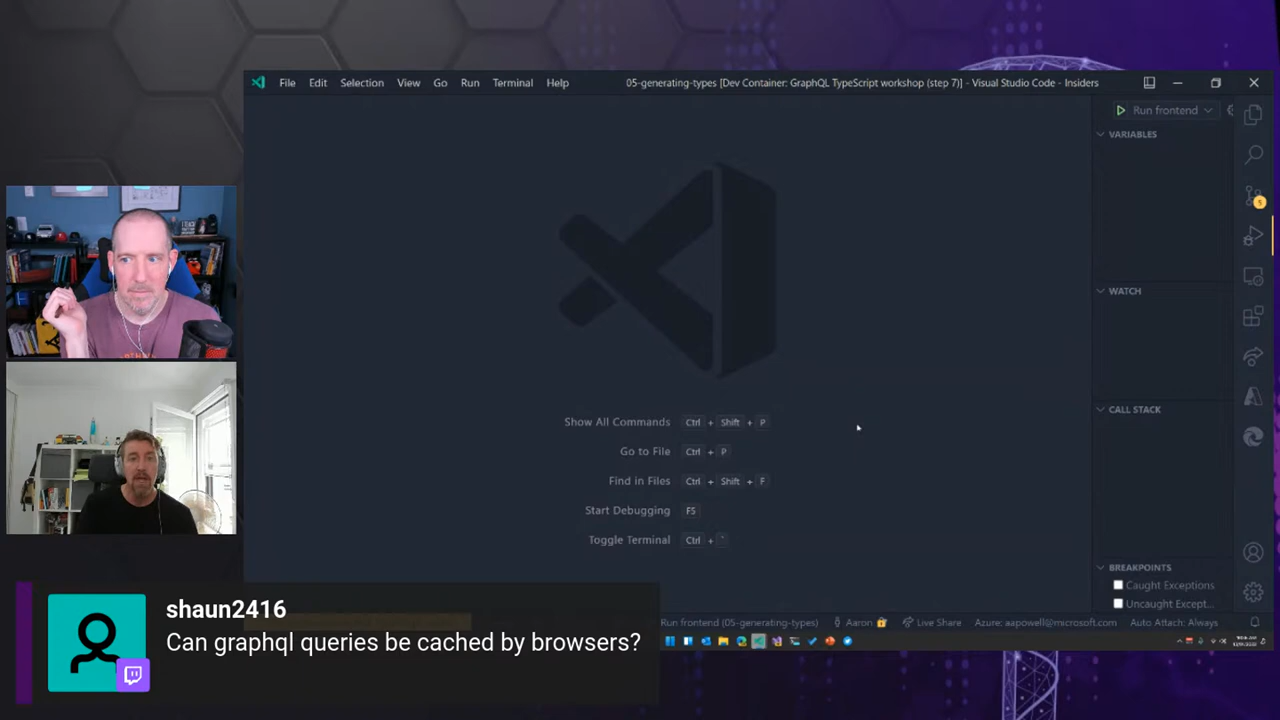 File Edit Selection View Go Run Terminal Help
05-generating-types [Dev Container: GraphQL TypeScript workshop (step 7)] - Visual Studio Code - Insiders
Run frontend
VARIABLES
WATCH
Show All Commands Ctrl + Shift + P
Go to File Ctrl + P
Find in Files Ctrl + Shift + F
Start Debugging F5
Toggle Terminal Ctrl + `
CALL STACK
BREAKPOINTS
Caught Exceptions
Uncaught Except...
Run frontend (05-generating-types) Aaron Live Share Azure: aapowell@microsoft.com Auto Attach: Always
shaun2416
Can graphql queries be cached by browsers?